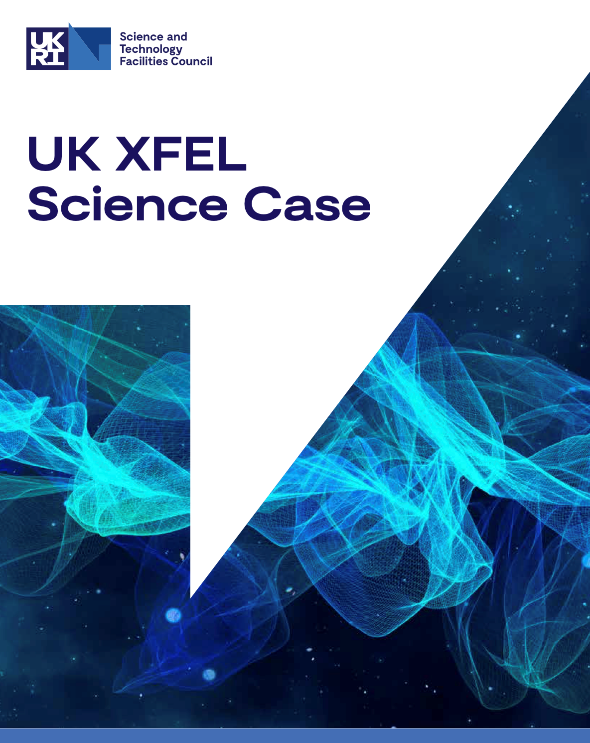 UK
RI
Science and
Technology
Facilities Council
UK XFEL
Science Case